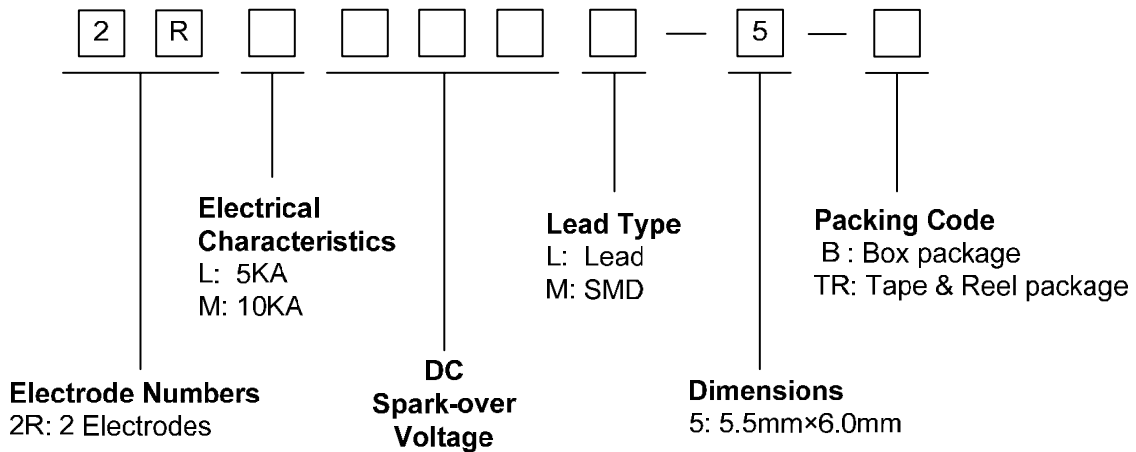 2 R — 5 —
Electrical
Characteristics
L: 5KA
M: 10KA
Lead Type
L: Lead
M: SMD
Packing Code
B : Box package
TR: Tape & Reel package
Electrode Numbers
2R: 2 Electrodes
DC
Spark-over
Voltage
Dimensions
5: 5.5mm×6.0mm